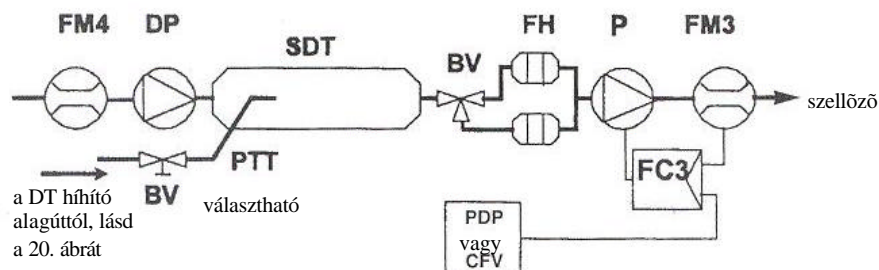 FM4 DP SDT BV FH P FM3
szellõzõ
PTT
FC3
BV
a DT híhító
alagúttól, lásd
a 20. ábrát
választható
PDP
vagy
CFV